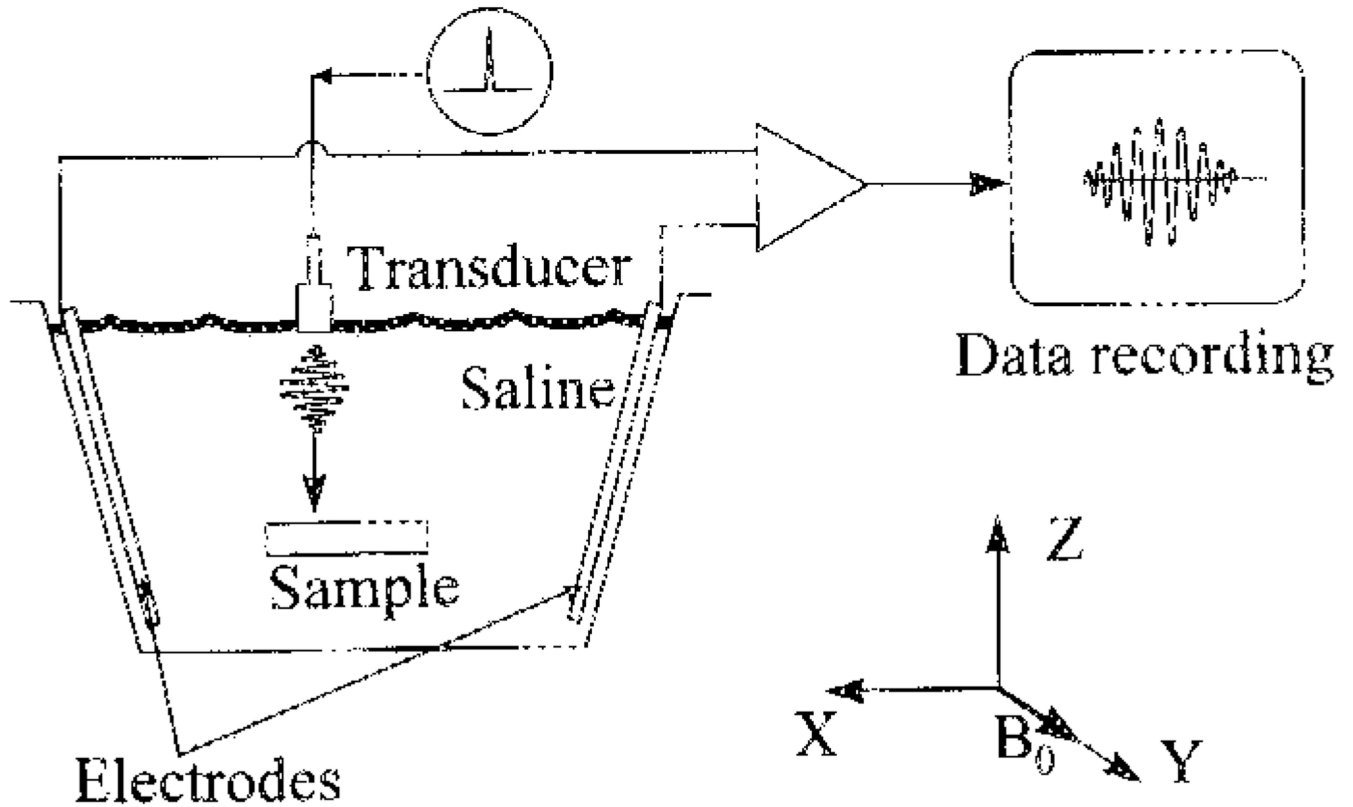 Transducer
Saline
Data recording
Sample
Z
X
B0
Y
Electrodes